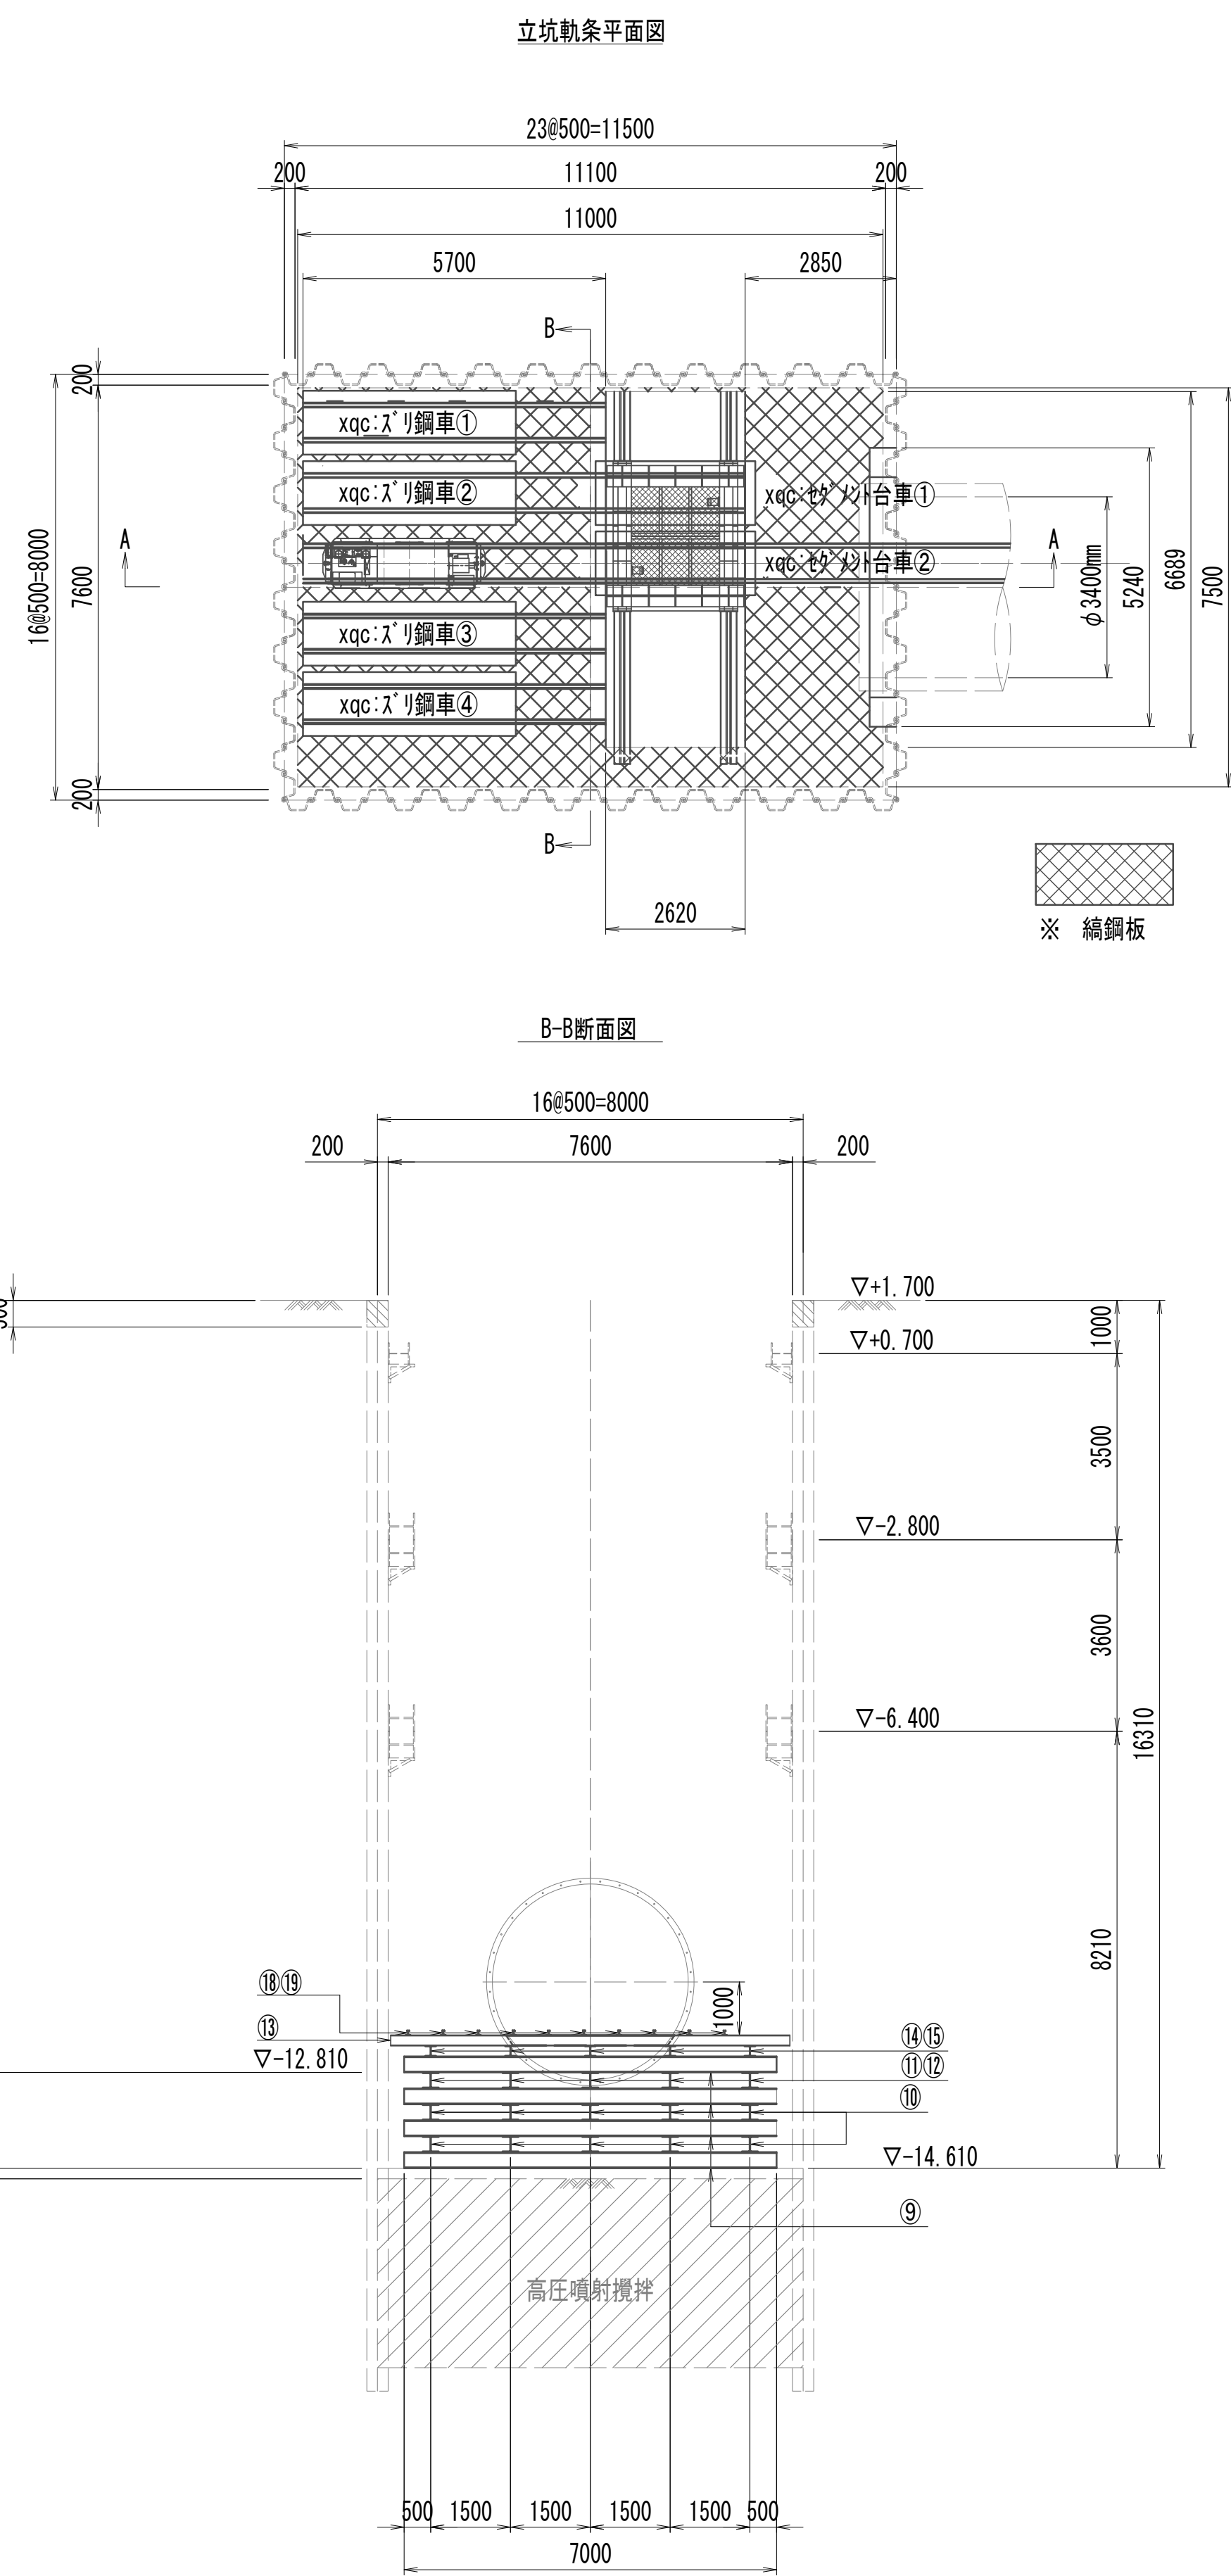 立坑軌条平面図
23@500=11500
200
11100
200
11000
5700
2850
B
200
xqc:ズリ鋼車①
xqc:ズリ鋼車②
xqc:セグメント台車①
A
A
xqc:セグメント台車②
16@500=8000
7600
φ3400mm
5240
6689
7500
xqc:ズリ鋼車③
xqc:ズリ鋼車④
200
B
2620
※ 縞鋼板
B-B断面図
16@500=8000
200
7600
200
▽+1.700
1000
▽+0.700
3500
▽-2.800
3600
▽-6.400
16310
8210
⑱⑲
1000
⑬
⑭⑮
▽-12.810
⑪⑫
⑩
▽-14.610
⑨
高圧噴射攪拌
500
1500
1500
1500
1500
500
7000